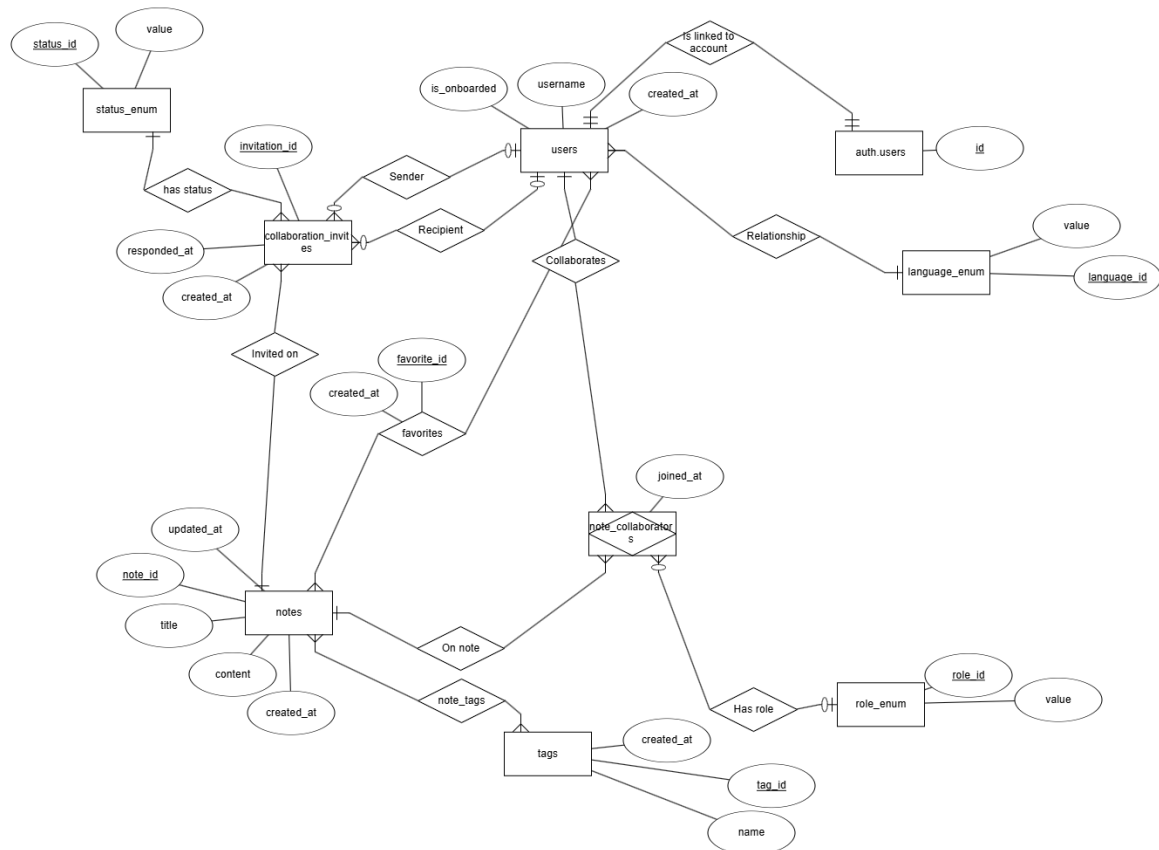 value
status_id
Is linked to
account
username
is_onboarded
created_at
status_enum
invitation_id
users
auth.users
id
Sender
has status
value
collaboration_invit
es
Recipient
Relationship
responded_at
Collaborates
language_enum
language_id
created_at
Invited on
favorite_id
created_at
favorites
joined_at
updated_at
note_collaborator
s
note_id
notes
title
On note
role_id
content
note_tags
value
Has role
role_enum
created_at
created_at
tags
tag_id
name